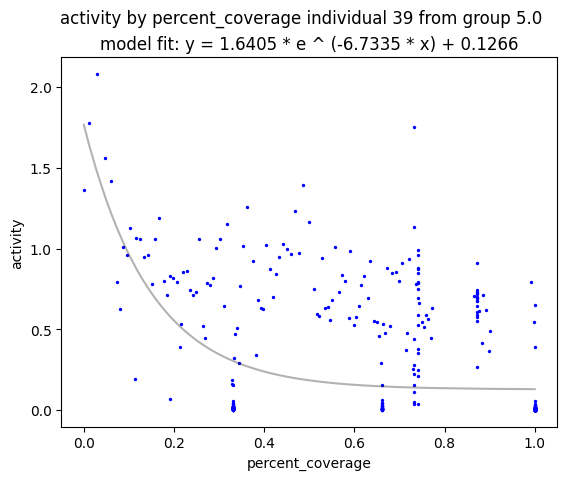 activity by percent_coverage individual 39 from group 5.0
model fit: y = 1.6405 * e ^ (-6.7335 * x) + 0.1266
2.0
1.5
1.0
0.5
0.0
activity
0.0 0.2 0.4 0.6 0.8 1.0
percent_coverage